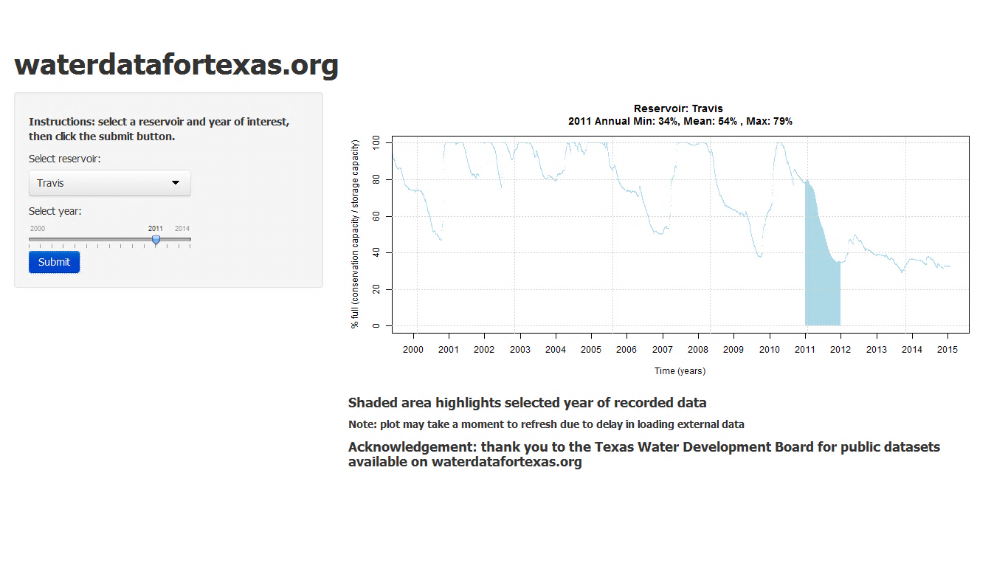 waterdatafortexas.org
Instructions: select a reservoir and year of interest,
then click the submit button.
Select reservoir:
Travis
Select year:
2000 2011 2014
Submit
Reservoir: Travis
2011 Annual Min: 34%, Mean: 54% , Max: 79%
% full (conservation capacity / storage capacity)
100
80
60
40
20
0
2000 2001 2002 2003 2004 2005 2006 2007 2008 2009 2010 2011 2012 2013 2014 2015
Time (years)
Shaded area highlights selected year of recorded data
Note: plot may take a moment to refresh due to delay in loading external data
Acknowledgement: thank you to the Texas Water Development Board for public datasets
available on waterdatafortexas.org